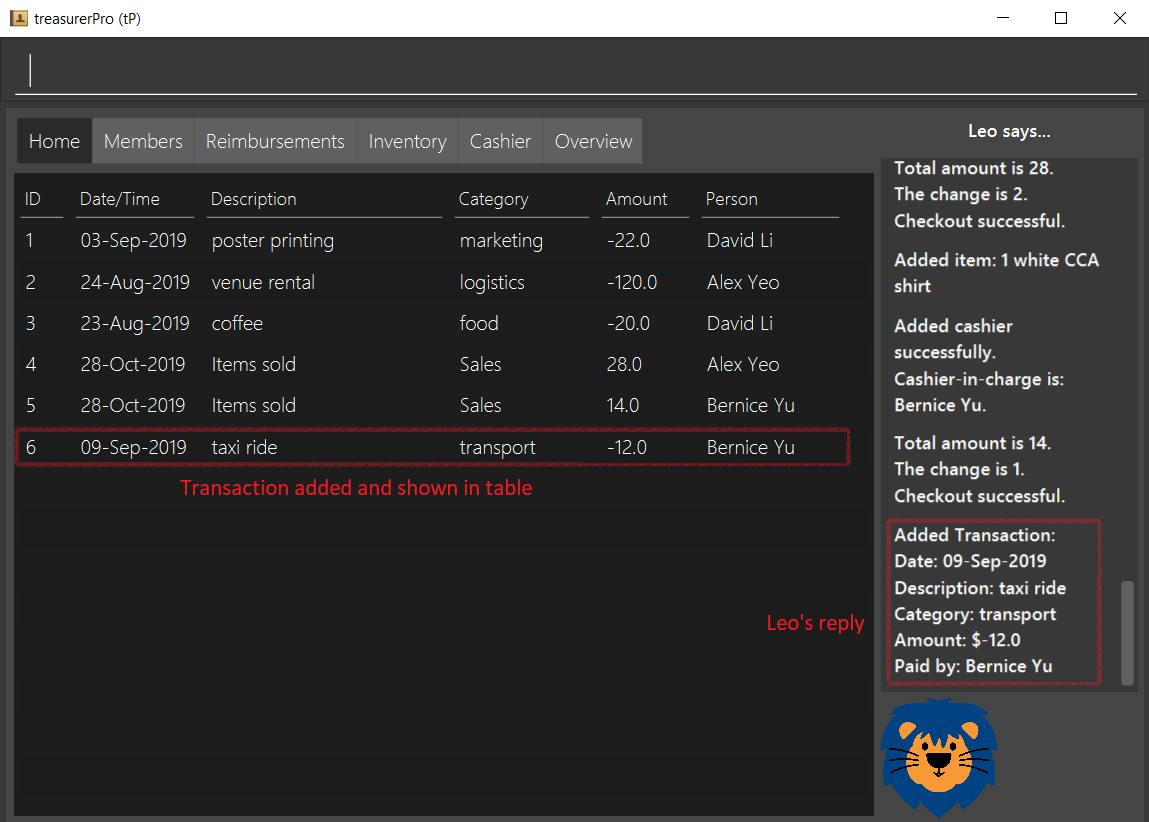 treasurerPro (tP)
Home Members Reimbursements Inventory Cashier Overview
ID Date/Time Description Category Amount Person
1 03-Sep-2019 poster printing marketing -22.0 David Li
2 24-Aug-2019 venue rental logistics -120.0 Alex Yeo
3 23-Aug-2019 coffee food -20.0 David Li
4 28-Oct-2019 Items sold Sales 28.0 Alex Yeo
5 28-Oct-2019 Items sold Sales 14.0 Bernice Yu
6 09-Sep-2019 taxi ride transport -12.0 Bernice Yu
Transaction added and shown in table
Leo says...
Total amount is 28.
The change is 2.
Checkout successful.
Added item: 1 white CCA
shirt
Added cashier
successfully.
Cashier-in-charge is:
Bernice Yu.
Total amount is 14.
The change is 1.
Checkout successful.
Added Transaction:
Date: 09-Sep-2019
Description: taxi ride
Category: transport
Amount: $-12.0
Paid by: Bernice Yu
Leo's reply